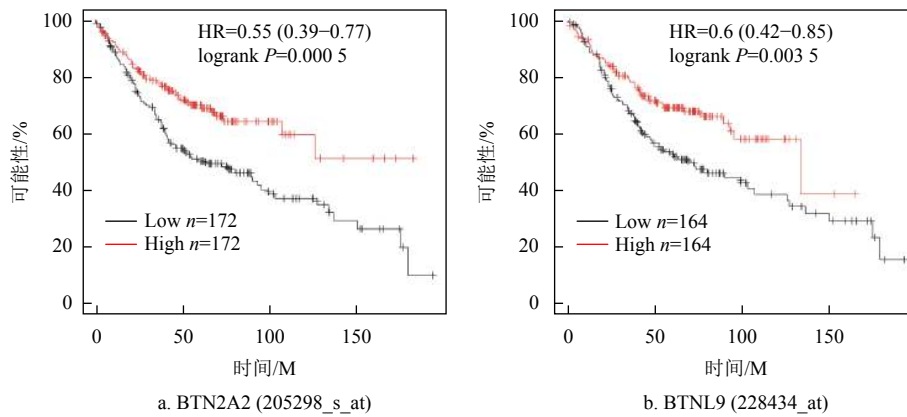 HR=0.55 (0.39−0.77)
logrank P=0.000 5
100
80
60
40
20
0
可能性/%
Low n=172
High n=172
0
50
100
150
时间/M
a. BTN2A2 (205298_s_at)
HR=0.6 (0.42−0.85)
logrank P=0.003 5
100
80
60
40
20
0
可能性/%
Low n=164
High n=164
0
50
100
150
时间/M
b. BTNL9 (228434_at)